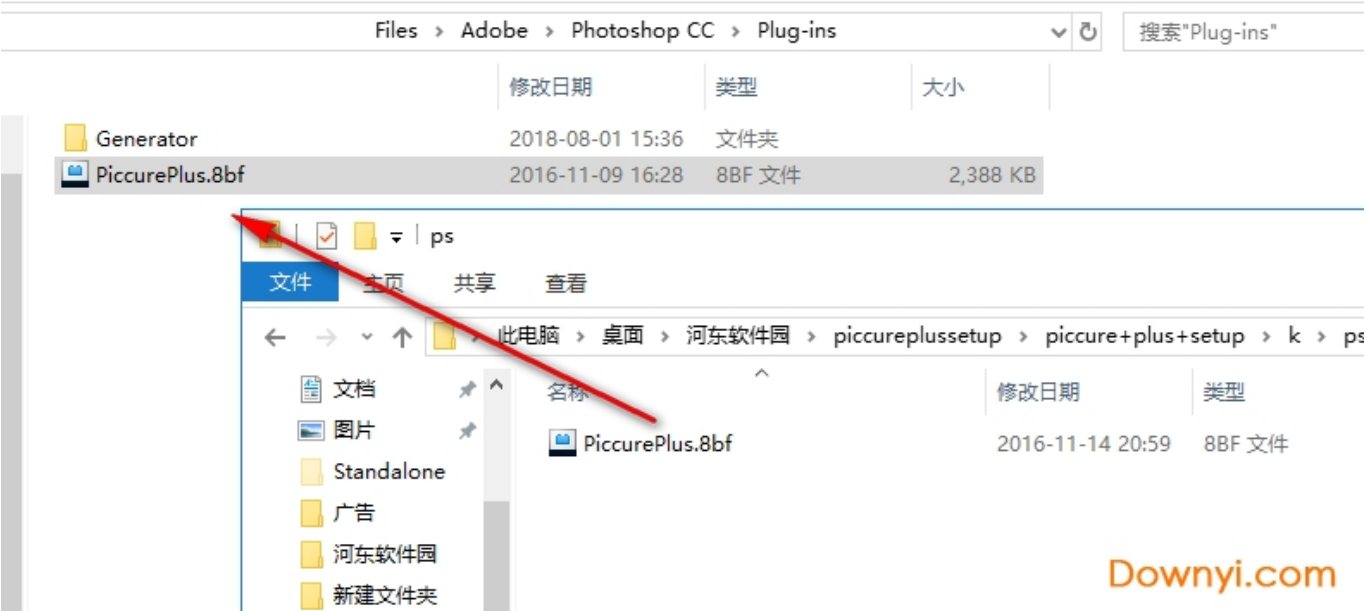 Files › Adobe › Photoshop CC › Plug-ins 搜索"Plug-ins"
修改日期 类型 大小
Generator 2018-08-01 15:36 文件夹
PiccurePlus.8bf 2016-11-09 16:28 8BF 文件 2,388 KB
ps
文件 主页 共享 查看
此电脑 › 桌面 › 河东软件园 › piccureplussetup › piccure+plus+setup › k › ps
名称 修改日期 类型
文档
图片
PiccurePlus.8bf 2016-11-14 20:59 8BF 文件
Standalone
广告
河东软件园
新建文件夹
Downyi.com